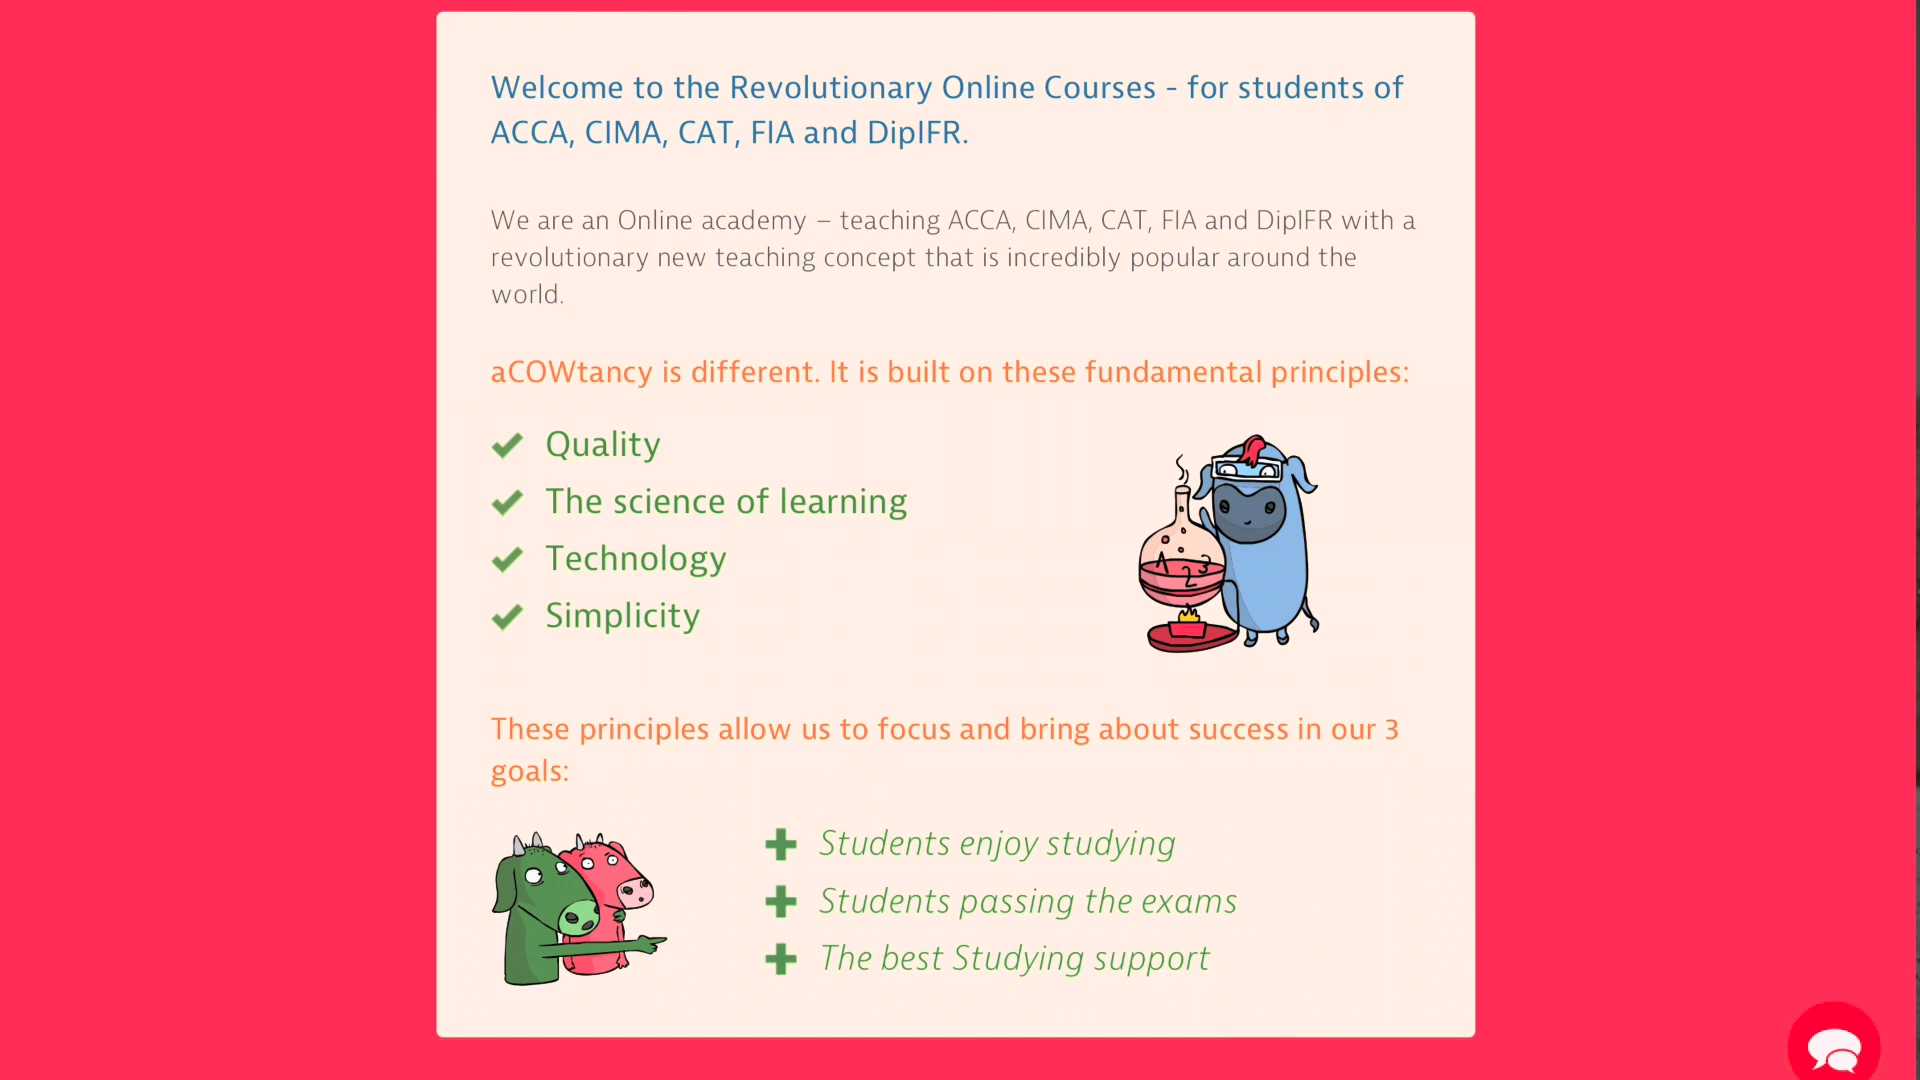 Welcome to the Revolutionary Online Courses - for students of
ACCA, CIMA, CAT, FIA and DipIFR.
We are an Online academy – teaching ACCA, CIMA, CAT, FIA and DipIFR with a
revolutionary new teaching concept that is incredibly popular around the
world.
aCOWtancy is different. It is built on these fundamental principles:
Quality
The science of learning
Technology
Simplicity
A 2 3
These principles allow us to focus and bring about success in our 3
goals:
Students enjoy studying
Students passing the exams
The best Studying support